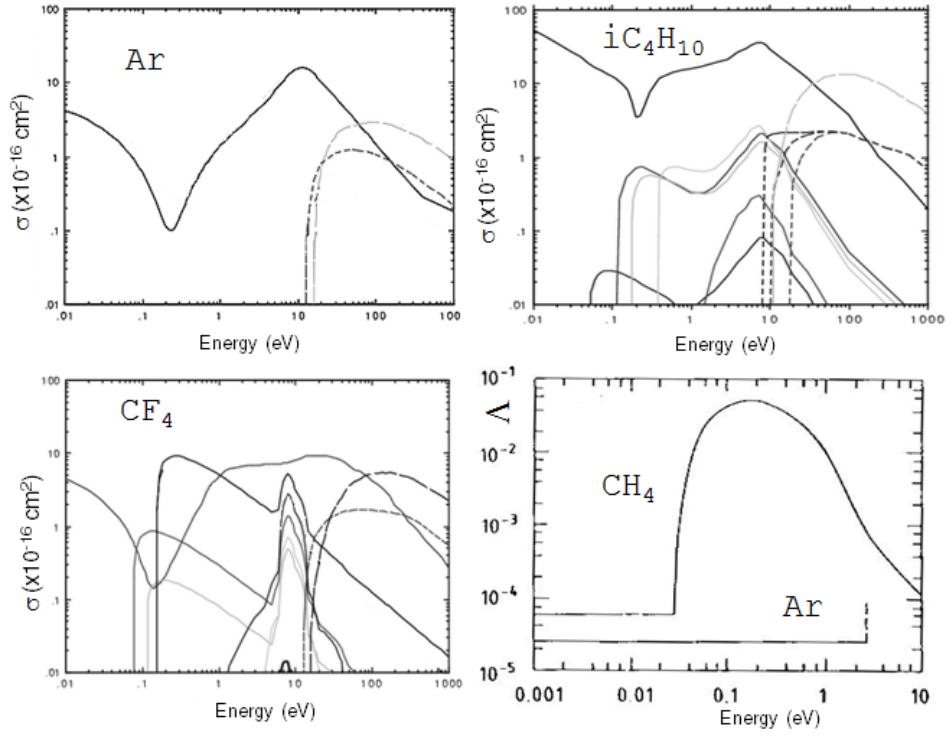 100
Ar
10
σ (x10⁻¹⁶ cm²)
1
.1
.01
.01 .1 1 10 100 1000
Energy (eV)
100
iC₄H₁₀
10
σ (x10⁻¹⁶ cm²)
1
.1
.01
.01 .1 1 10 100 1000
Energy (eV)
100
CF₄
10
σ (x10⁻¹⁶ cm²)
1
.1
.01
.01 .1 1 10 100 1000
Energy (eV)
10⁻¹
Λ
10⁻²
CH₄
10⁻³
10⁻⁴
Ar
10⁻⁵
0.001 0.01 0.1 1 10
Energy (eV)